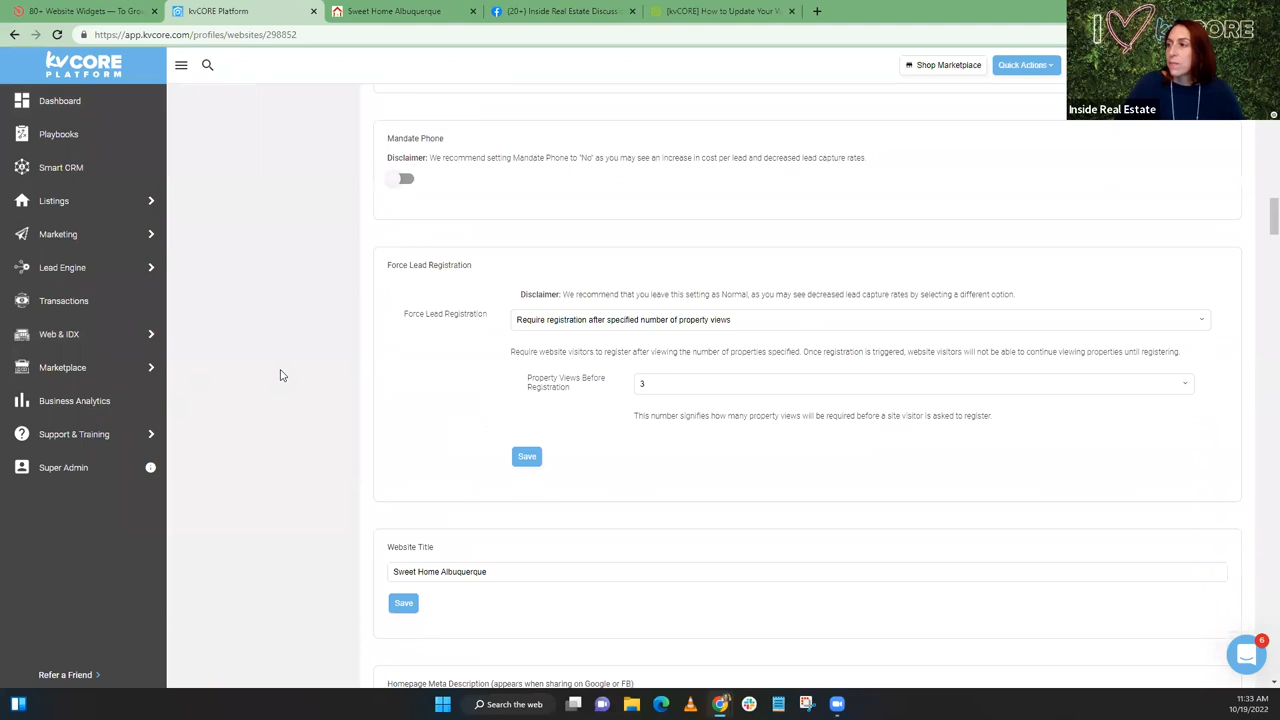 80+ Website Widgets — To Gro
kvCORE Platform
Sweet Home Albuquerque
(20+) Inside Real Estate Discuss
[kvCORE] How to Update Your V
https://app.kvcore.com/profiles/websites/298852
I kvCORE
kvCORE
PLATFORM
Shop Marketplace
Quick Actions
Inside Real Estate
Dashboard
Playbooks
Smart CRM
Listings
Marketing
Lead Engine
Transactions
Web & IDX
Marketplace
Business Analytics
Support & Training
Super Admin
Refer a Friend
Mandate Phone
Disclaimer: We recommend setting Mandate Phone to "No" as you may see an increase in cost per lead and decreased lead capture rates.
Force Lead Registration
Disclaimer: We recommend that you leave this setting as Normal, as you may see decreased lead capture rates by selecting a different option.
Force Lead Registration
Require registration after specified number of property views
Require website visitors to register after viewing the number of properties specified. Once registration is triggered, website visitors will not be able to continue viewing properties until registering.
Property Views Before
Registration
3
This number signifies how many property views will be required before a site visitor is asked to register.
Save
Website Title
Sweet Home Albuquerque
Save
Homepage Meta Description (appears when sharing on Google or FB)
6
Search the web
11:33 AM
10/19/2022